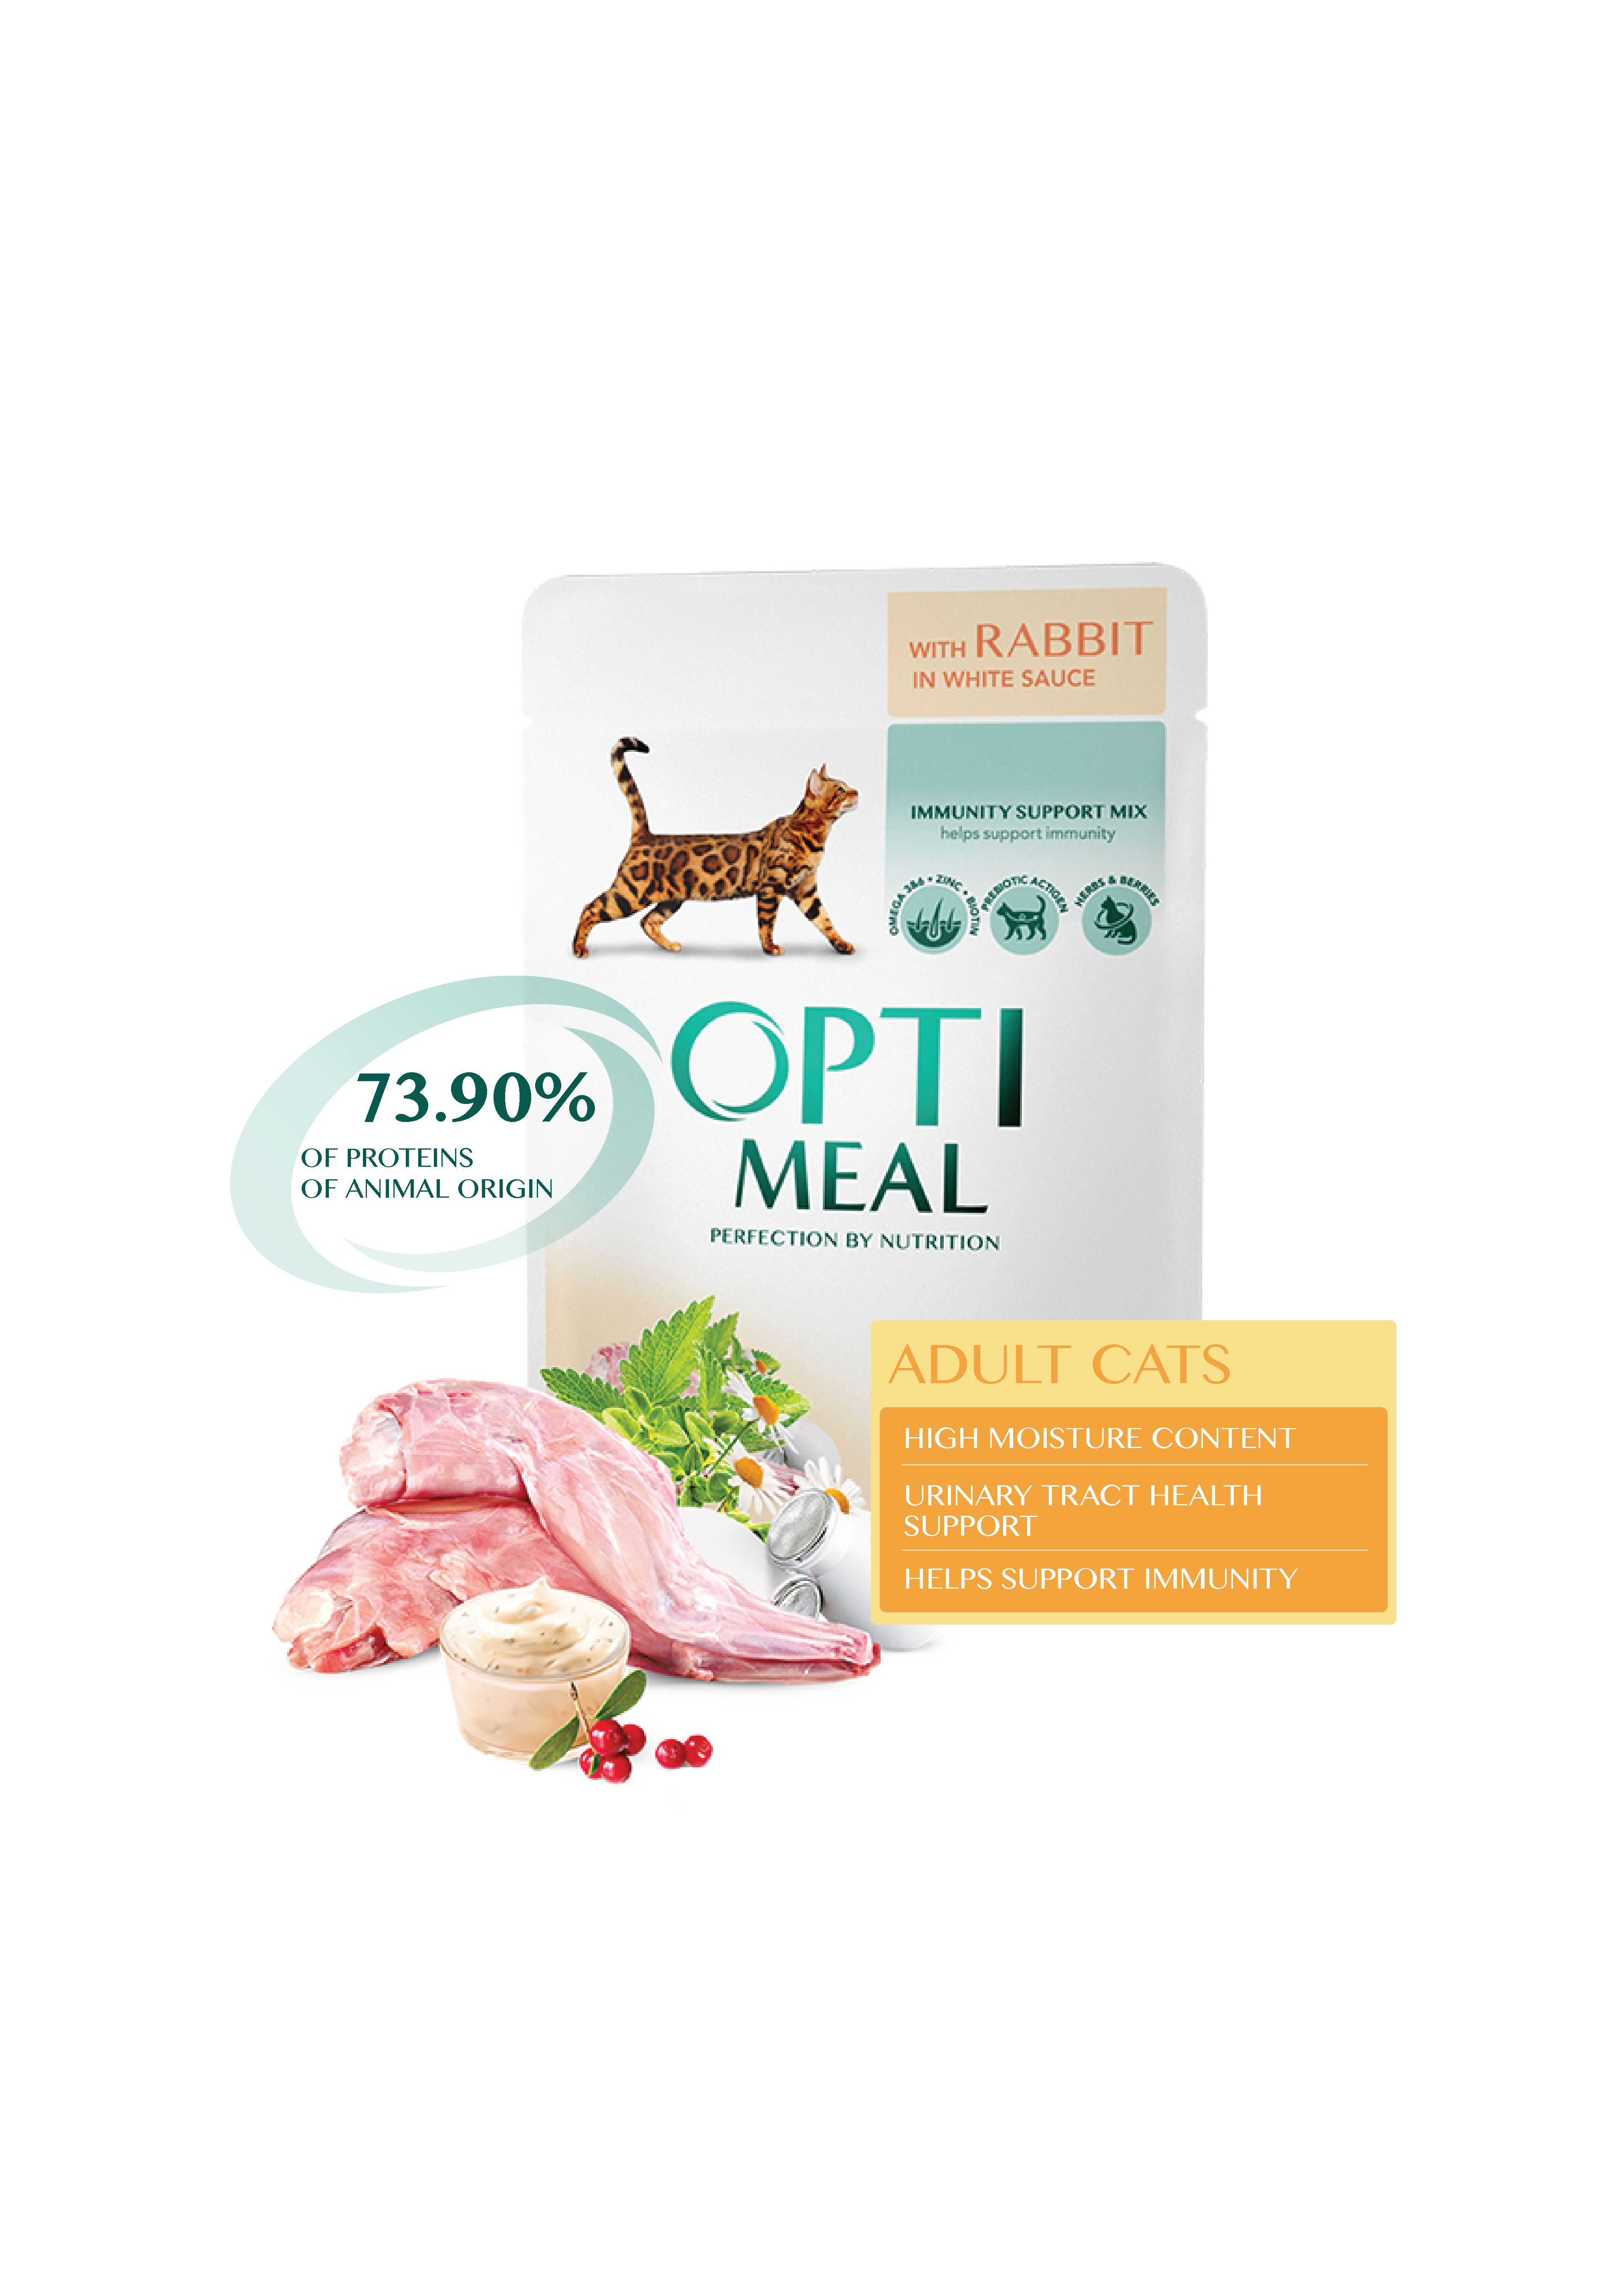 WITH RABBIT
IN WHITE SAUCE
IMMUNITY SUPPORT MIX
helps support immunity
OMEGA 3&6 • ZINC • BIOTIN
PREBIOTIC ACTIGEN
HERBS & BERRIES
OPTI
MEAL
PERFECTION BY NUTRITION
73.90%
OF PROTEINS
OF ANIMAL ORIGIN
ADULT CATS
HIGH MOISTURE CONTENT
URINARY TRACT HEALTH
SUPPORT
HELPS SUPPORT IMMUNITY